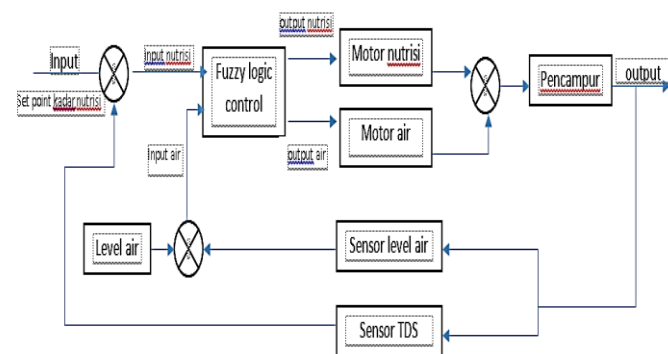 output nutrisi
Input
input nutrisi
Fuzzy logic
control
Motor nutrisi
Pencampur
output
Set point kadar nutrisi
Motor air
Input air
output air
Level air
Sensor level air
Sensor TDS